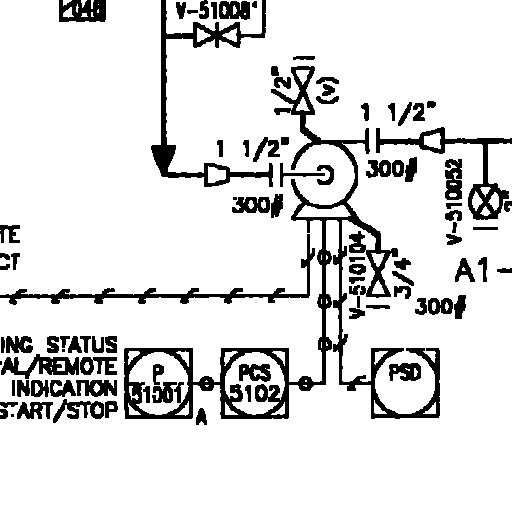 046
V-51008
1/2"
(v)
1 1/2"
1 1/2"
300#
300#
V-510052
V-510104
3/4"
300#
A1-
TE
CT
ING STATUS
AL/REMOTE
INDICATION
START/STOP
P
51001
A
PCS
5102
PSD